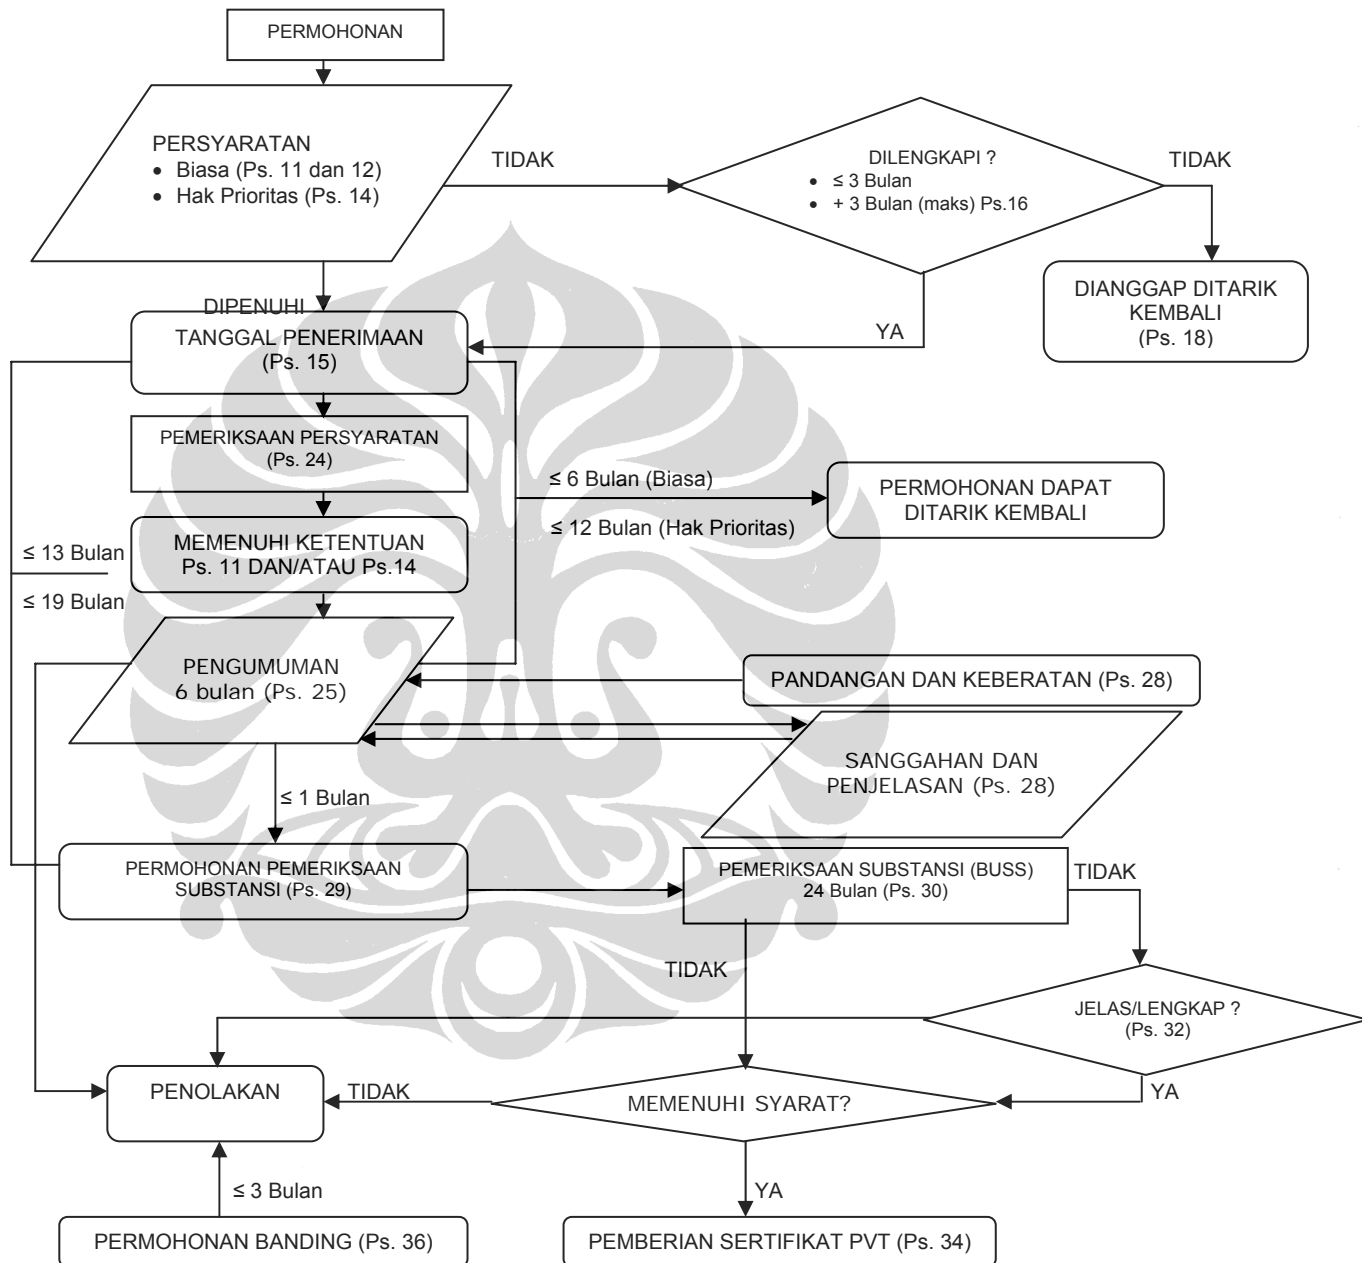 PERMOHONAN
PERSYARATAN
• Biasa (Ps. 11 dan 12)
• Hak Prioritas (Ps. 14)
TIDAK
DILENGKAPI ?
• ≤ 3 Bulan
• + 3 Bulan (maks) Ps.16
TIDAK
DIANGGAP DITARIK
KEMBALI
(Ps. 18)
DIPENUHI
YA
TANGGAL PENERIMAAN
(Ps. 15)
PEMERIKSAAN PERSYARATAN
(Ps. 24)
≤ 6 Bulan (Biasa)
≤ 12 Bulan (Hak Prioritas)
PERMOHONAN DAPAT
DITARIK KEMBALI
MEMENUHI KETENTUAN
Ps. 11 DAN/ATAU Ps.14
≤ 13 Bulan
≤ 19 Bulan
PENGUMUMAN
6 bulan (Ps. 25)
PANDANGAN DAN KEBERATAN (Ps. 28)
SANGGAHAN DAN
PENJELASAN (Ps. 28)
≤ 1 Bulan
PERMOHONAN PEMERIKSAAN
SUBSTANSI (Ps. 29)
PEMERIKSAAN SUBSTANSI (BUSS)
24 Bulan (Ps. 30)
TIDAK
TIDAK
JELAS/LENGKAP ?
(Ps. 32)
YA
PENOLAKAN
TIDAK
MEMENUHI SYARAT?
≤ 3 Bulan
YA
PERMOHONAN BANDING (Ps. 36)
PEMBERIAN SERTIFIKAT PVT (Ps. 34)